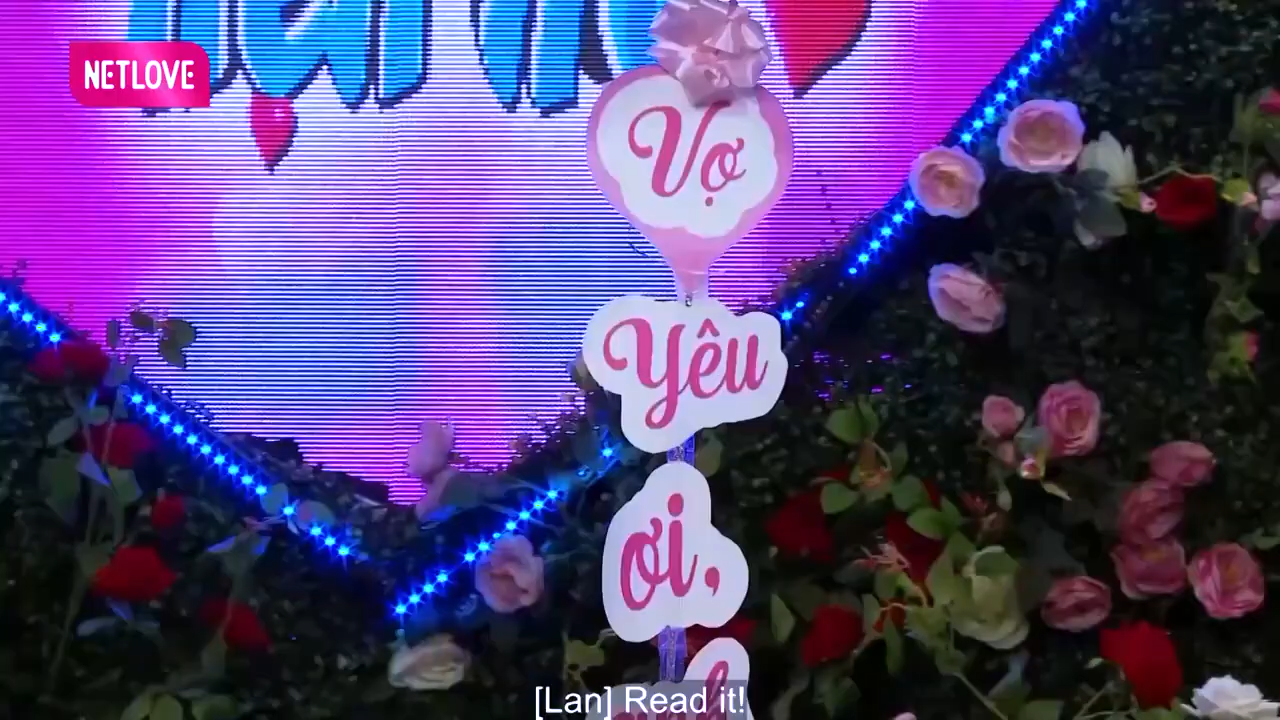 NETLOVE
Vợ
Yêu
ơi,
[Lan] Read it!